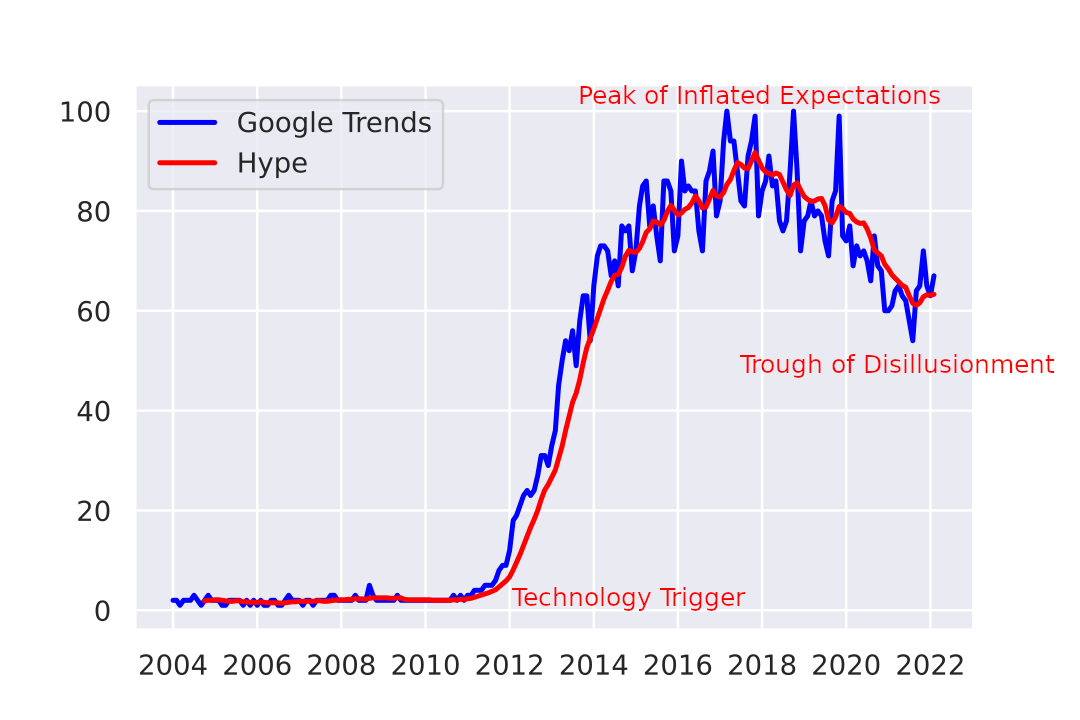 Peak of Inflated Expectations
100
Google Trends
Hype
80
60
Trough of Disillusionment
40
20
Technology Trigger
0
2004 2006 2008 2010 2012 2014 2016 2018 2020 2022